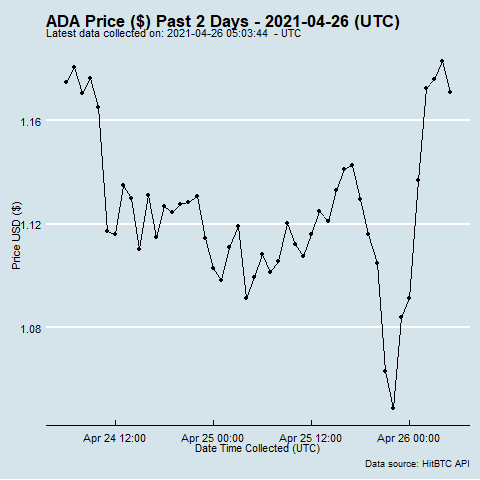 ADA Price ($) Past 2 Days - 2021-04-26 (UTC)
Latest data collected on: 2021-04-26 05:03:44 - UTC
1.16
1.12
1.08
Price USD ($)
Apr 24 12:00
Apr 25 00:00
Apr 25 12:00
Apr 26 00:00
Date Time Collected (UTC)
Data source: HitBTC API